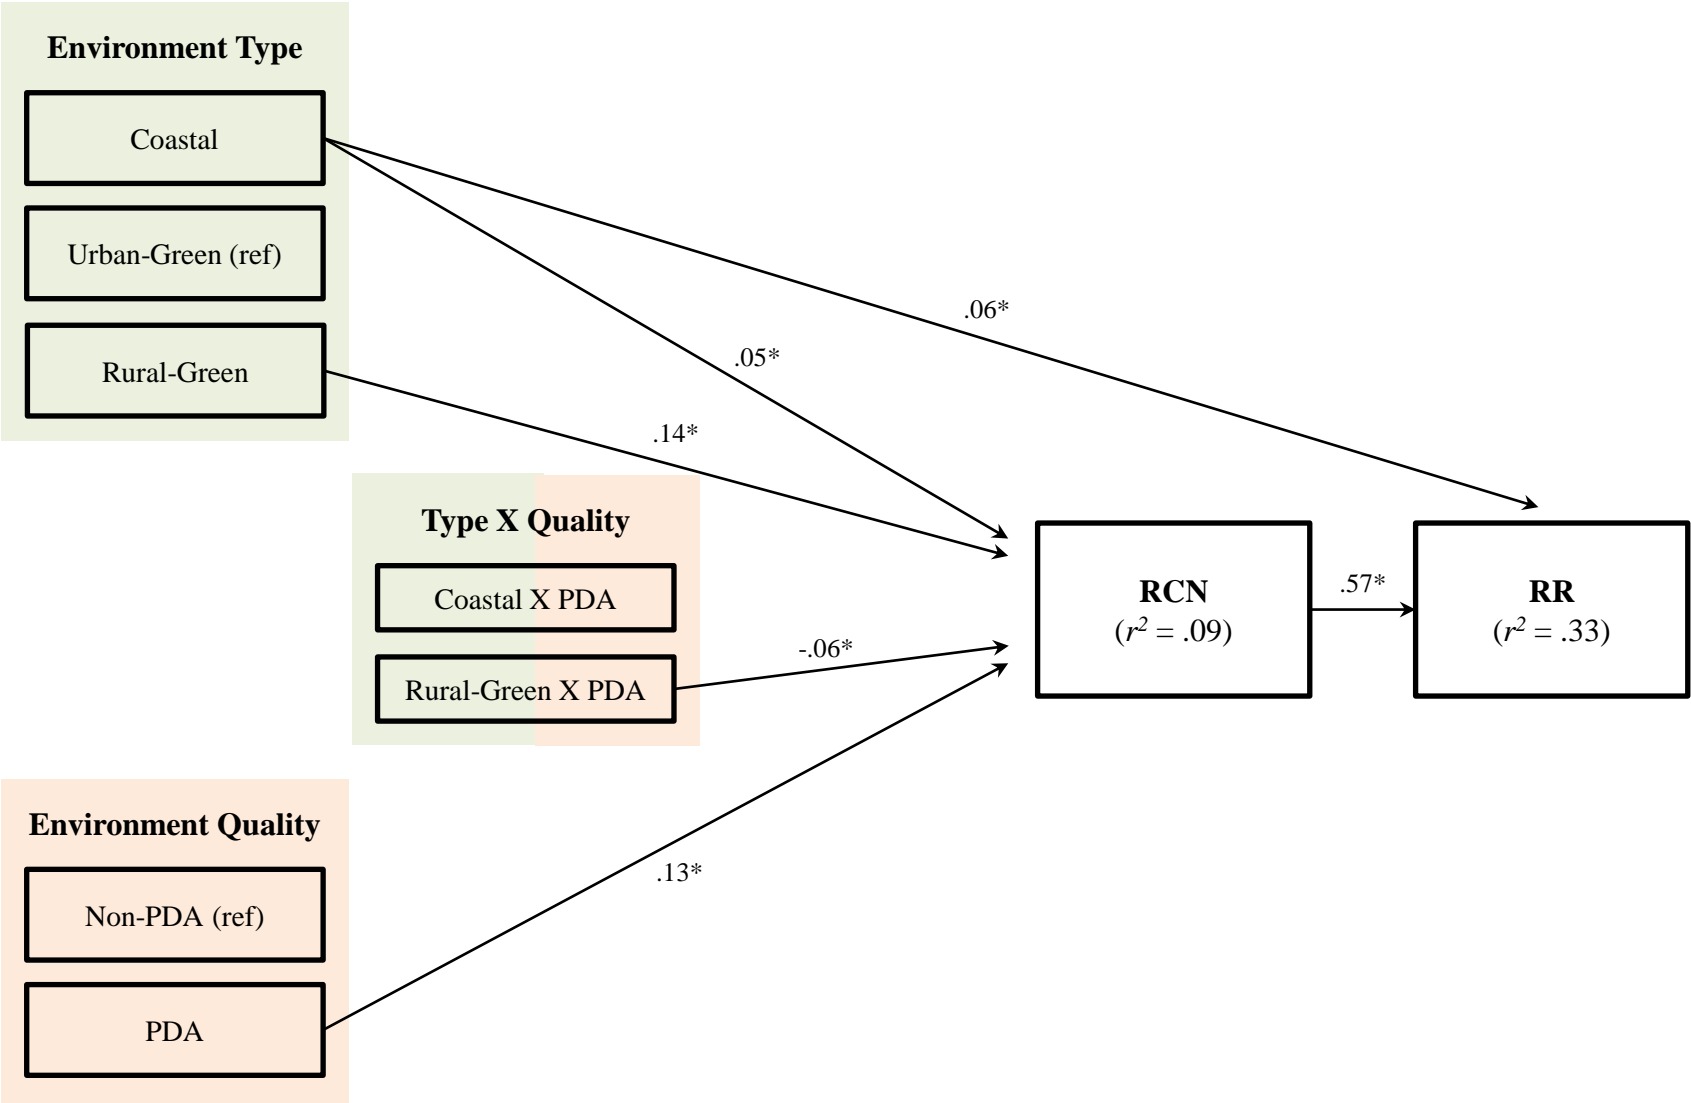 Environment Type
Coastal
Urban-Green (ref)
Rural-Green
.06*
.05*
.14*
Type X Quality
Coastal X PDA
Rural-Green X PDA
-.06*
RCN
(r² = .09)
.57*
RR
(r² = .33)
Environment Quality
Non-PDA (ref)
PDA
.13*